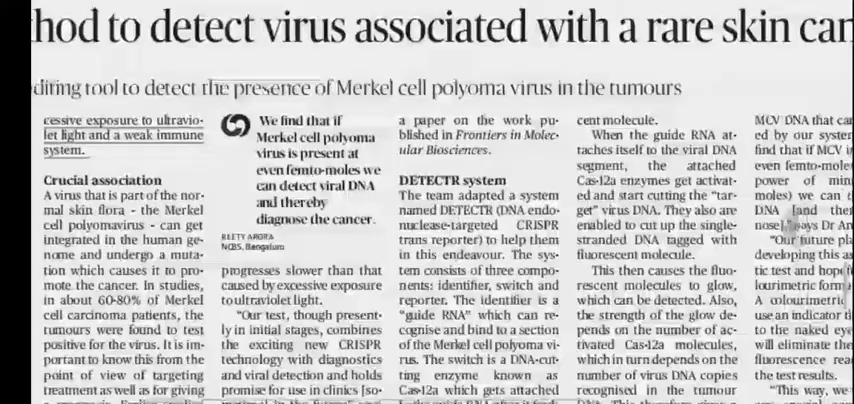 hod to detect virus associated with a rare skin can
editing tool to detect the presence of Merkel cell polyoma virus in the tumours
cessive exposure to ultravio-
let light and a weak immune
system.
Crucial association
A virus that is part of the nor-
mal skin flora - the Merkel
cell polyomavirus - can get
integrated in the human ge-
nome and undergo a muta-
tion which causes it to pro-
mote the cancer. In studies,
in about 60-80% of Merkel
cell carcinoma patients, the
tumours were found to test
positive for the virus. It is im-
portant to know this from the
point of view of targeting
treatment as well as for giving
We find that if
Merkel cell polyoma
virus is present at
even femto-moles we
can detect viral DNA
and thereby
diagnose the cancer.
REETY ARORA
NCBS, Bengaluru
progresses slower than that
caused by excessive exposure
to ultraviolet light.
"Our test, though present-
ly in initial stages, combines
the exciting new CRISPR
technology with diagnostics
and viral detection and holds
promise for use in clinics [so-
a paper on the work pu-
blished in Frontiers in Molec-
ular Biosciences.
DETECTR system
The team adapted a system
named DETECTR (DNA endo-
nuclease-targeted CRISPR
trans reporter) to help them
in this endeavour. The sys-
tem consists of three compo-
nents: identifier, switch and
reporter. The identifier is a
"guide RNA" which can re-
cognise and bind to a section
of the Merkel cell polyoma vi-
rus. The switch is a DNA-cut-
ting enzyme known as
Cas-12a which gets attached
cent molecule.
When the guide RNA at-
taches itself to the viral DNA
segment, the attached
Cas-12a enzymes get activat-
ed and start cutting the "tar-
get" virus DNA. They also are
enabled to cut up the single-
stranded DNA tagged with
fluorescent molecule.
This then causes the fluo-
rescent molecules to glow,
which can be detected. Also,
the strength of the glow de-
pends on the number of ac-
tivated Cas-12a molecules,
which in turn depends on the
number of virus DNA copies
recognised in the tumour
MCV DNA that can
ed by our system
find that if MCV i
even femto-mole
power of min
moles) we can
DNA [and the
nose]," says Dr Ar
"Our future pla
developing this as
tic test and hope
lourimetric form
A colourimetric
use an indicator t
to the naked eye
will eliminate the
fluorescence rea
the test results.
"This way, we